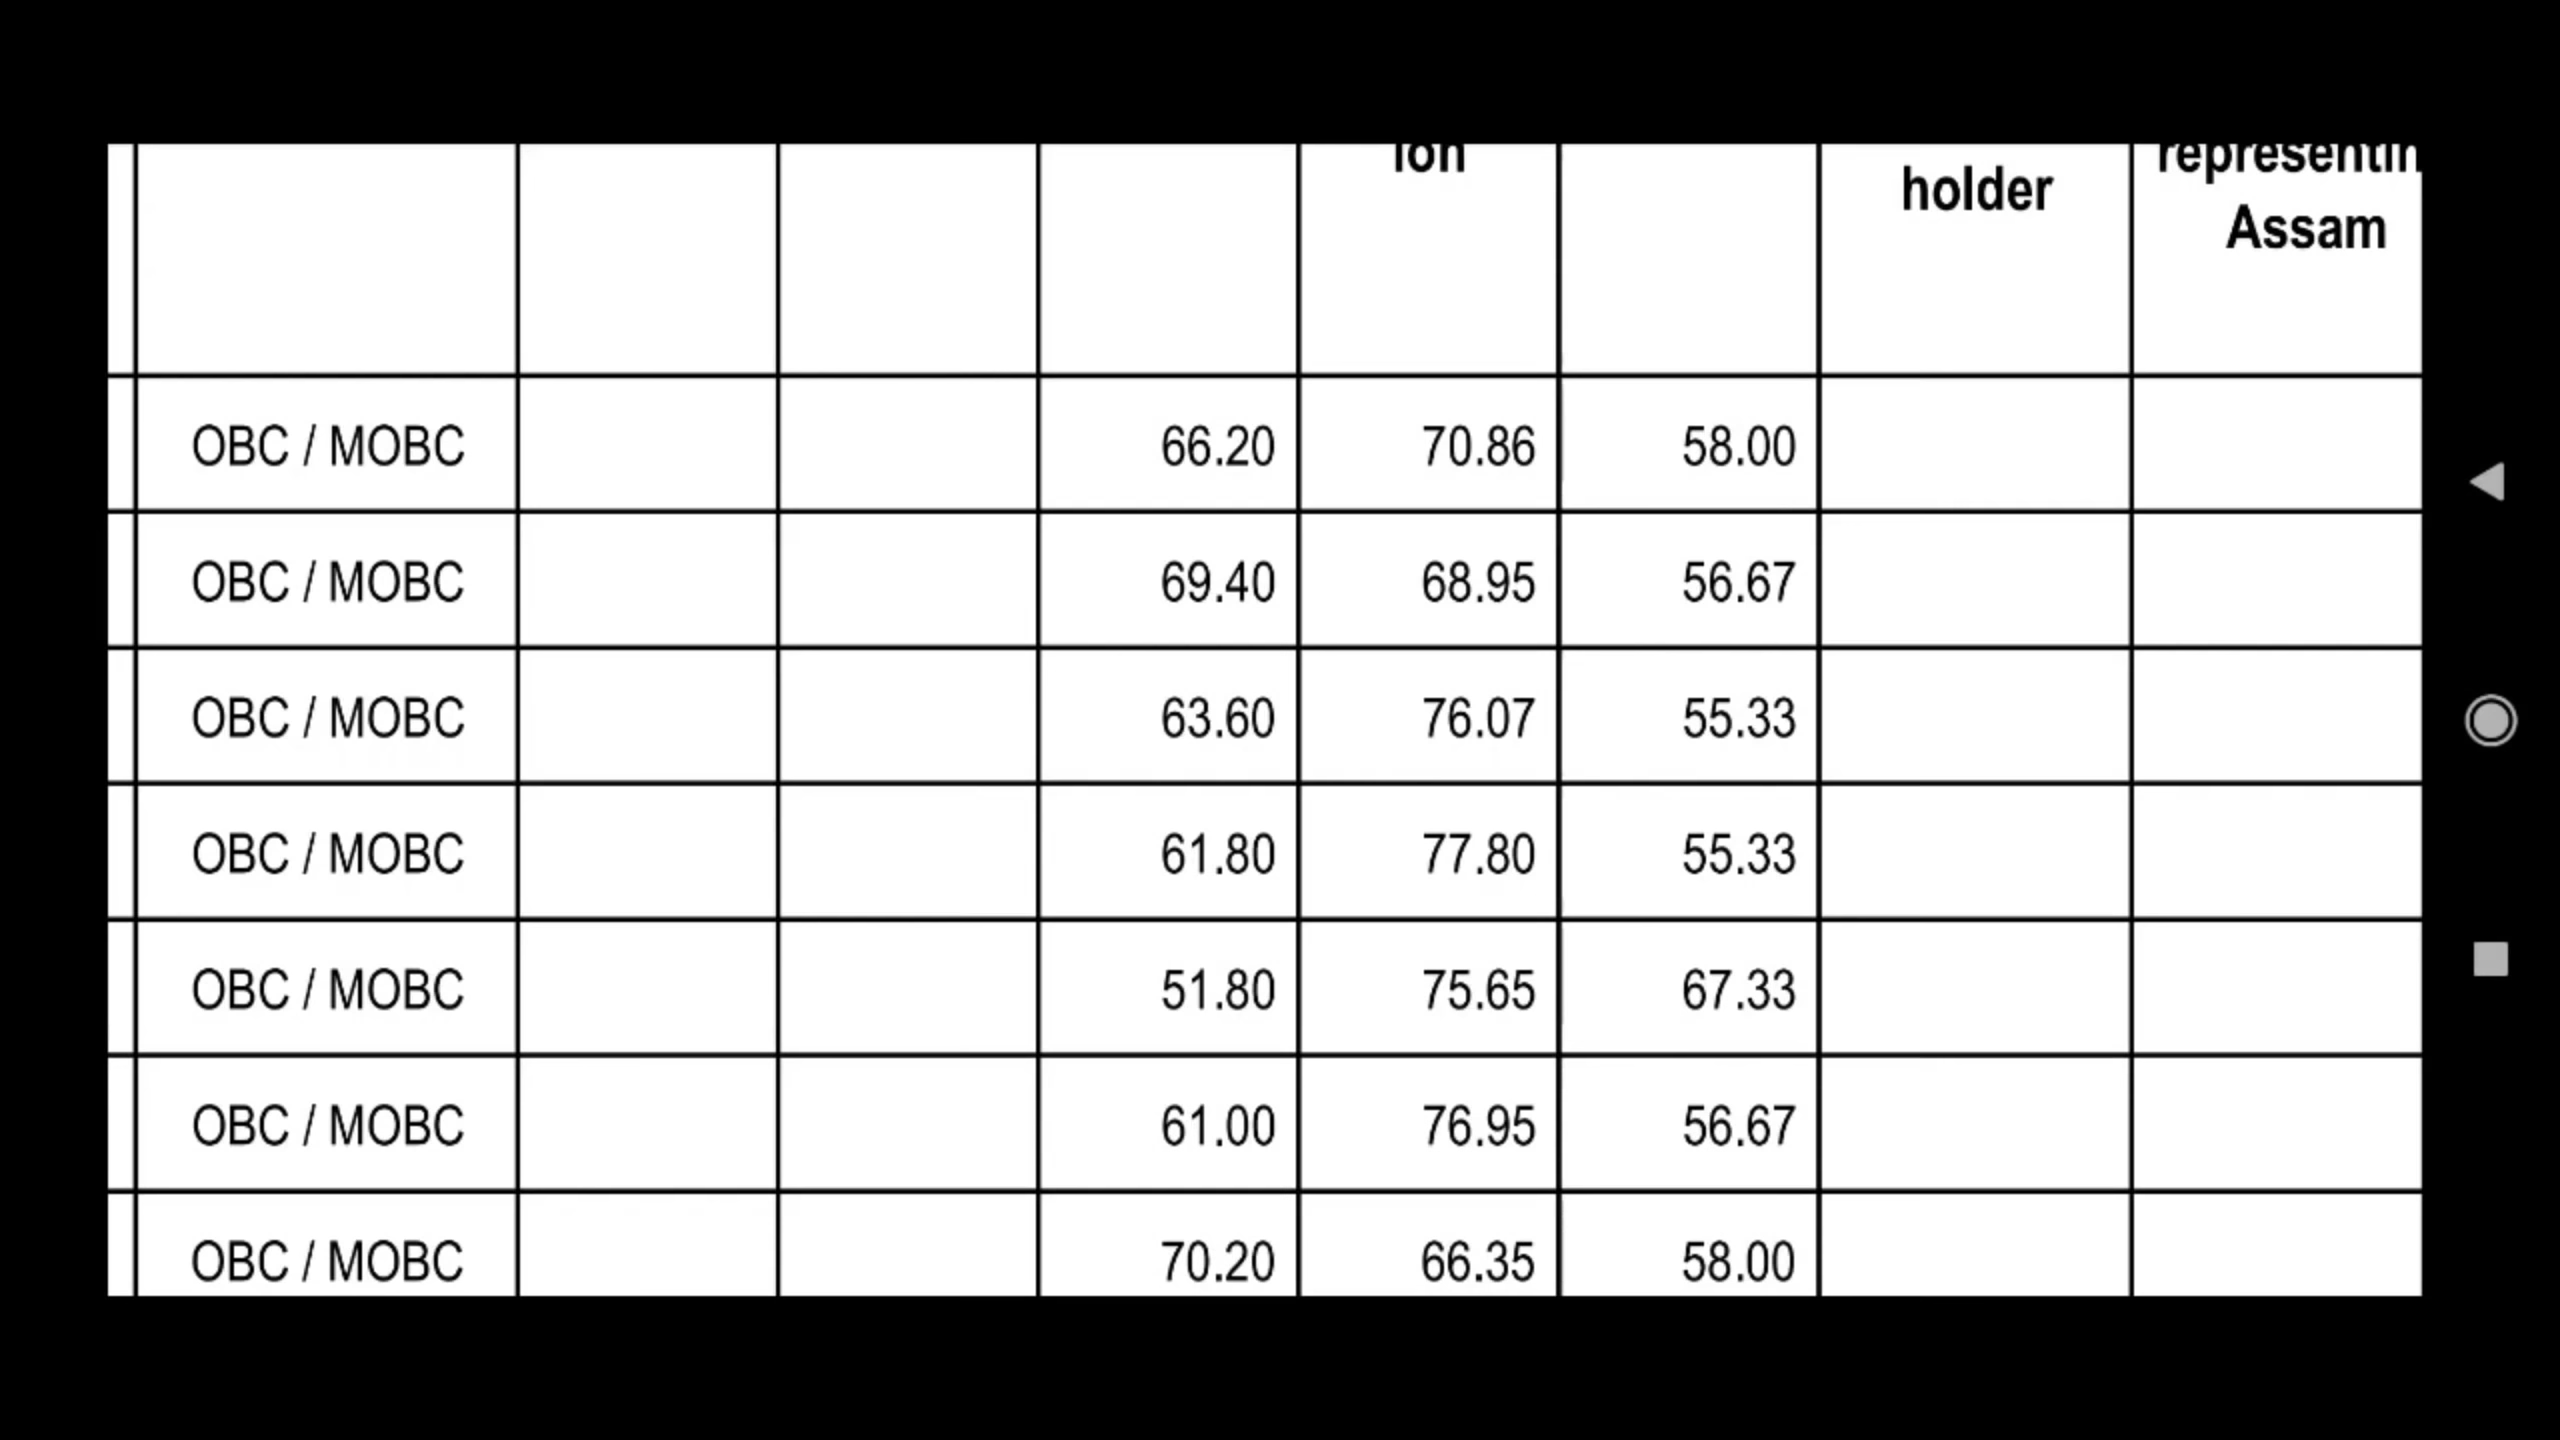 ion
holder
representin
Assam
OBC / MOBC 66.20 70.86 58.00
OBC / MOBC 69.40 68.95 56.67
OBC / MOBC 63.60 76.07 55.33
OBC / MOBC 61.80 77.80 55.33
OBC / MOBC 51.80 75.65 67.33
OBC / MOBC 61.00 76.95 56.67
OBC / MOBC 70.20 66.35 58.00